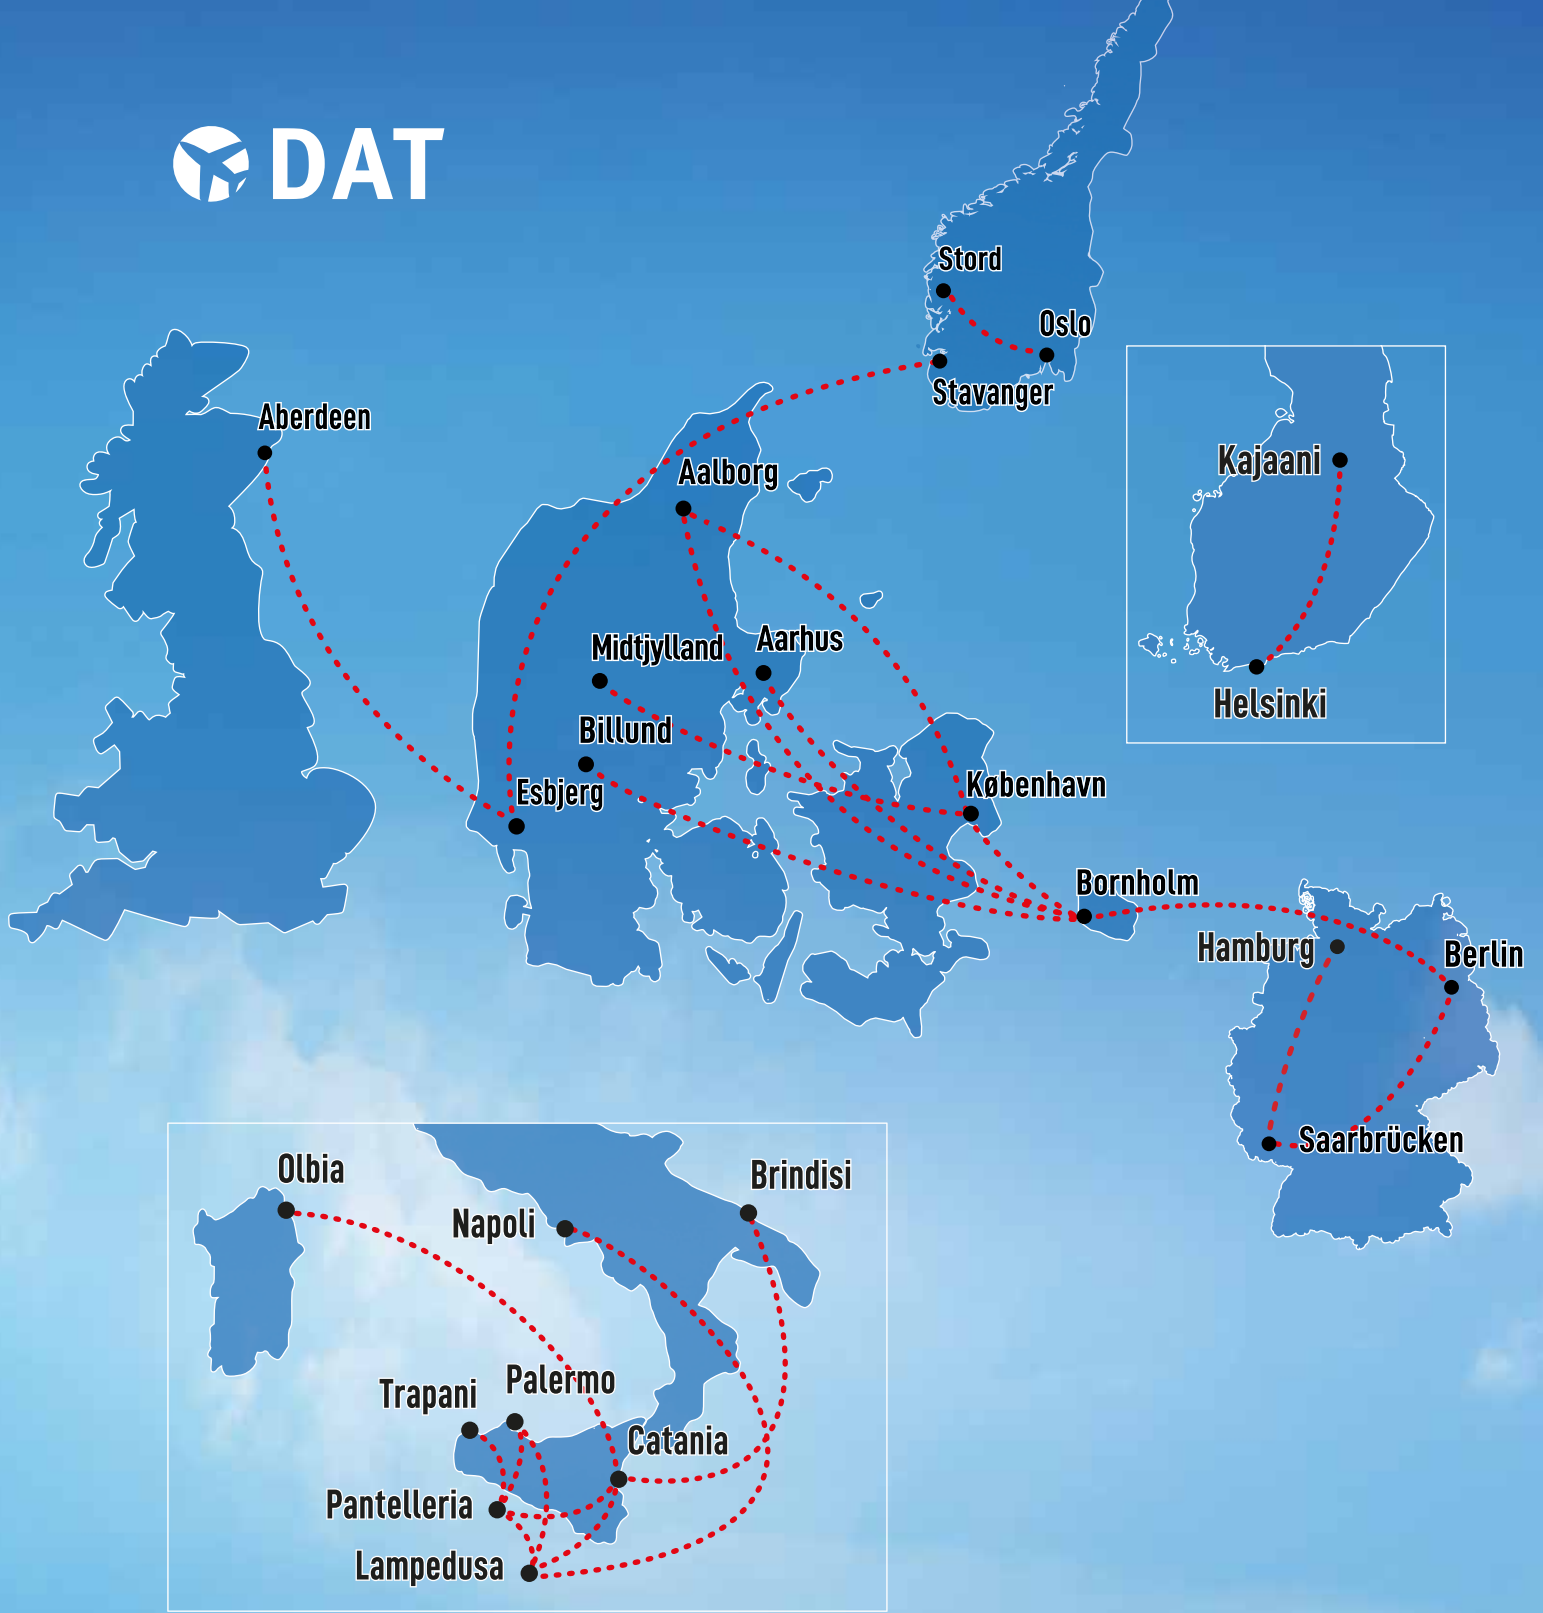 DAT
Stord
Oslo
Stavanger
Aberdeen
Aalborg
Kajaani
Midtjylland
Aarhus
Helsinki
Billund
Esbjerg
København
Bornholm
Hamburg
Berlin
Saarbrücken
Olbia
Brindisi
Napoli
Palermo
Trapani
Catania
Pantelleria
Lampedusa